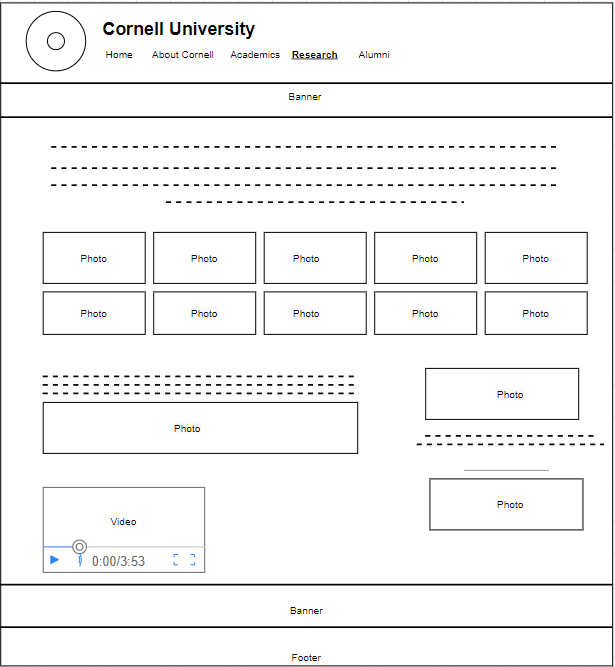 Cornell University
Home About Cornell Academics Research Alumni
Banner
Photo Photo Photo Photo Photo
Photo Photo Photo Photo Photo
Photo
Photo
Photo
Video
0:00/3:53
Banner
Footer